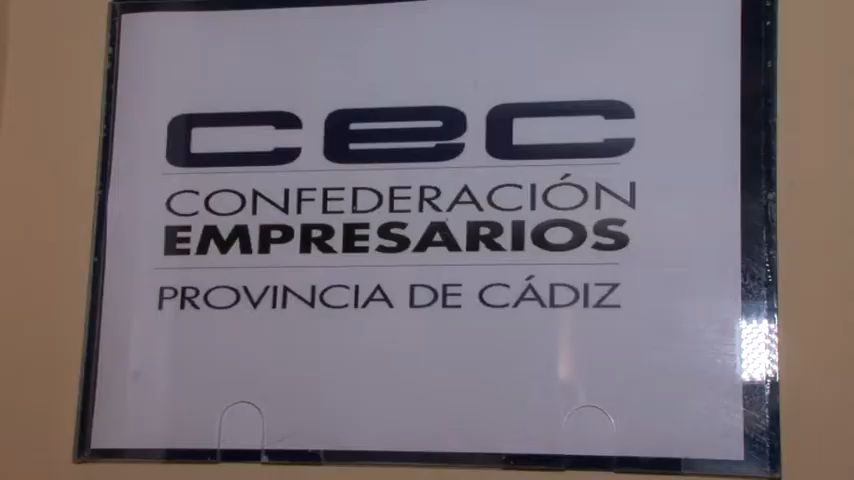 cec
CONFEDERACIÓN
EMPRESARIOS
PROVINCIA DE CÁDIZ